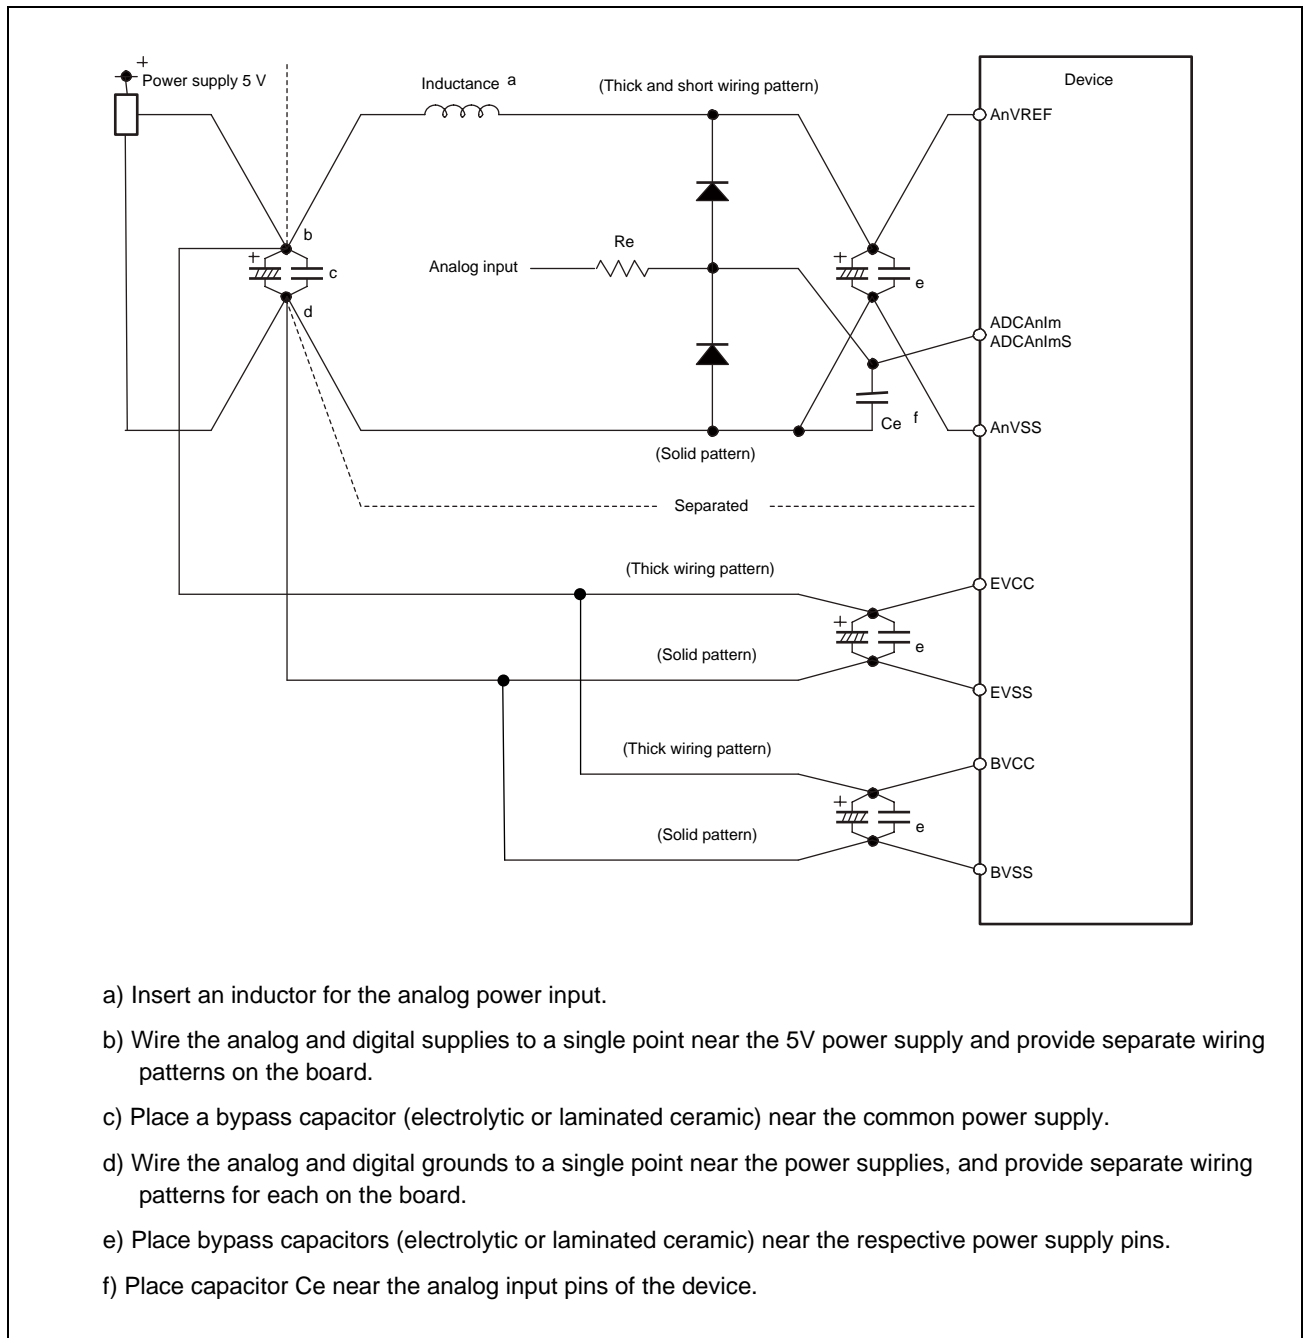 +
Power supply 5 V
Inductance a
(Thick and short wiring pattern)
Device
AnVREF
b
+
c
d
Analog input
Re
+
e
ADCAnIm
ADCAnImS
Ce f
AnVSS
(Solid pattern)
Separated
(Thick wiring pattern)
EVCC
+
e
(Solid pattern)
EVSS
(Thick wiring pattern)
BVCC
+
e
(Solid pattern)
BVSS
a) Insert an inductor for the analog power input.
b) Wire the analog and digital supplies to a single point near the 5V power supply and provide separate wiring
patterns on the board.
c) Place a bypass capacitor (electrolytic or laminated ceramic) near the common power supply.
d) Wire the analog and digital grounds to a single point near the power supplies, and provide separate wiring
patterns for each on the board.
e) Place bypass capacitors (electrolytic or laminated ceramic) near the respective power supply pins.
f) Place capacitor Ce near the analog input pins of the device.